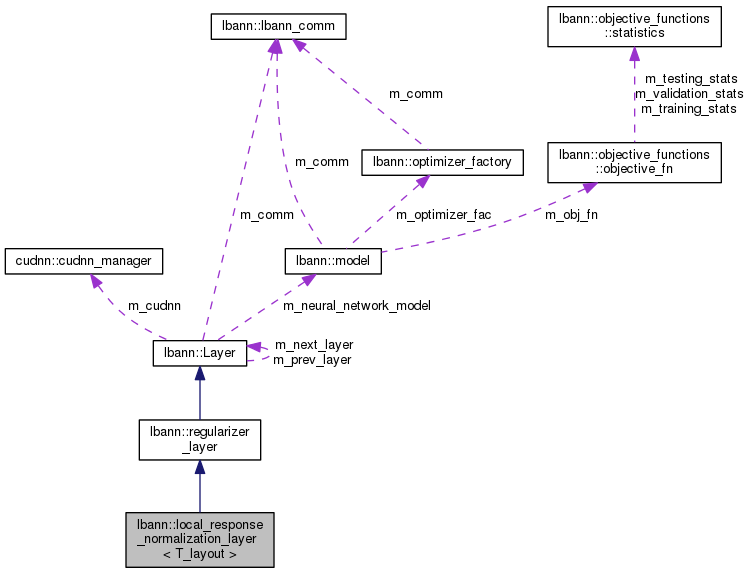 lbann::lbann_comm
lbann::objective_functions
::statistics
m_testing_stats
m_validation_stats
m_training_stats
m_comm
lbann::optimizer_factory
lbann::objective_functions
::objective_fn
m_comm
m_comm
m_optimizer_fac
m_obj_fn
cudnn::cudnn_manager
lbann::model
m_cudnn
m_neural_network_model
lbann::Layer
m_next_layer
m_prev_layer
lbann::regularizer
_layer
lbann::local_response
_normalization_layer
< T_layout >